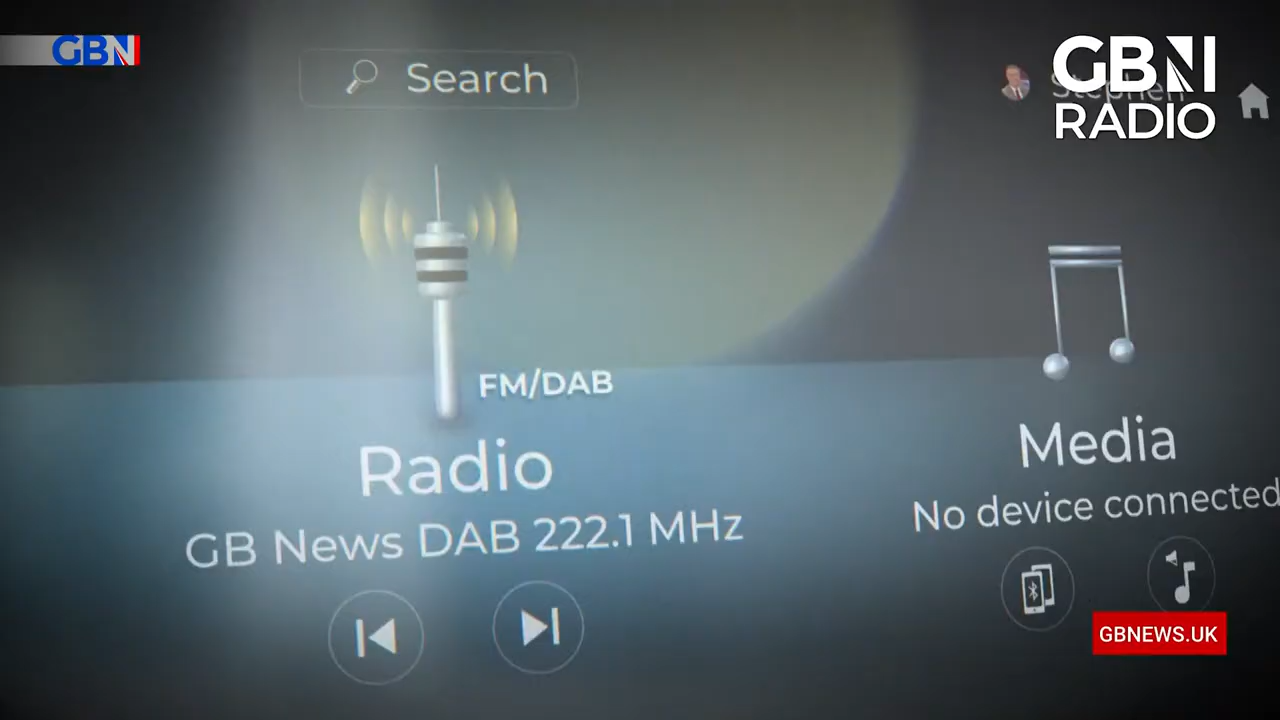 GBN
Search
Stephen
GBN
RADIO
FM/DAB
Radio
GB News DAB 222.1 MHz
Media
No device connected
GBNEWS.UK